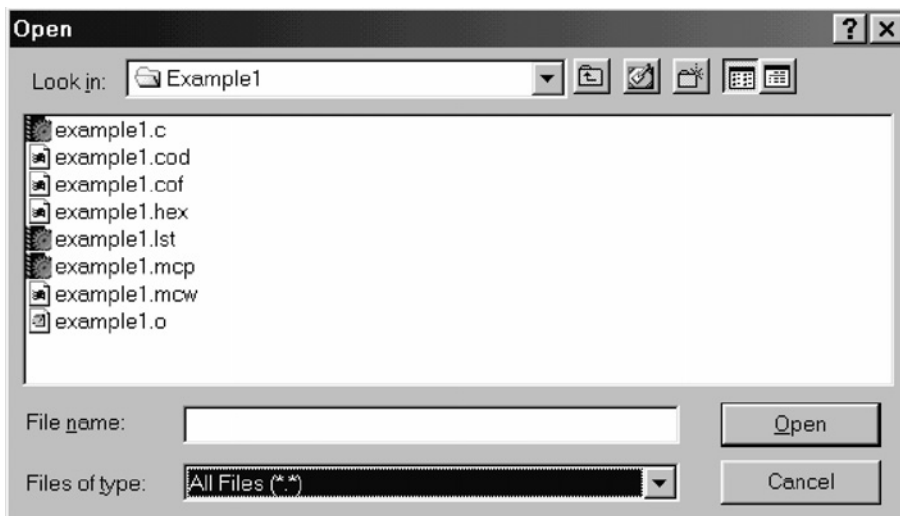 Open
Look in: Example1
example1.c
example1.cod
example1.cof
example1.hex
example1.lst
example1.mcp
example1.mcw
example1.o
File name: Open
Files of type: All Files (*.*) Cancel